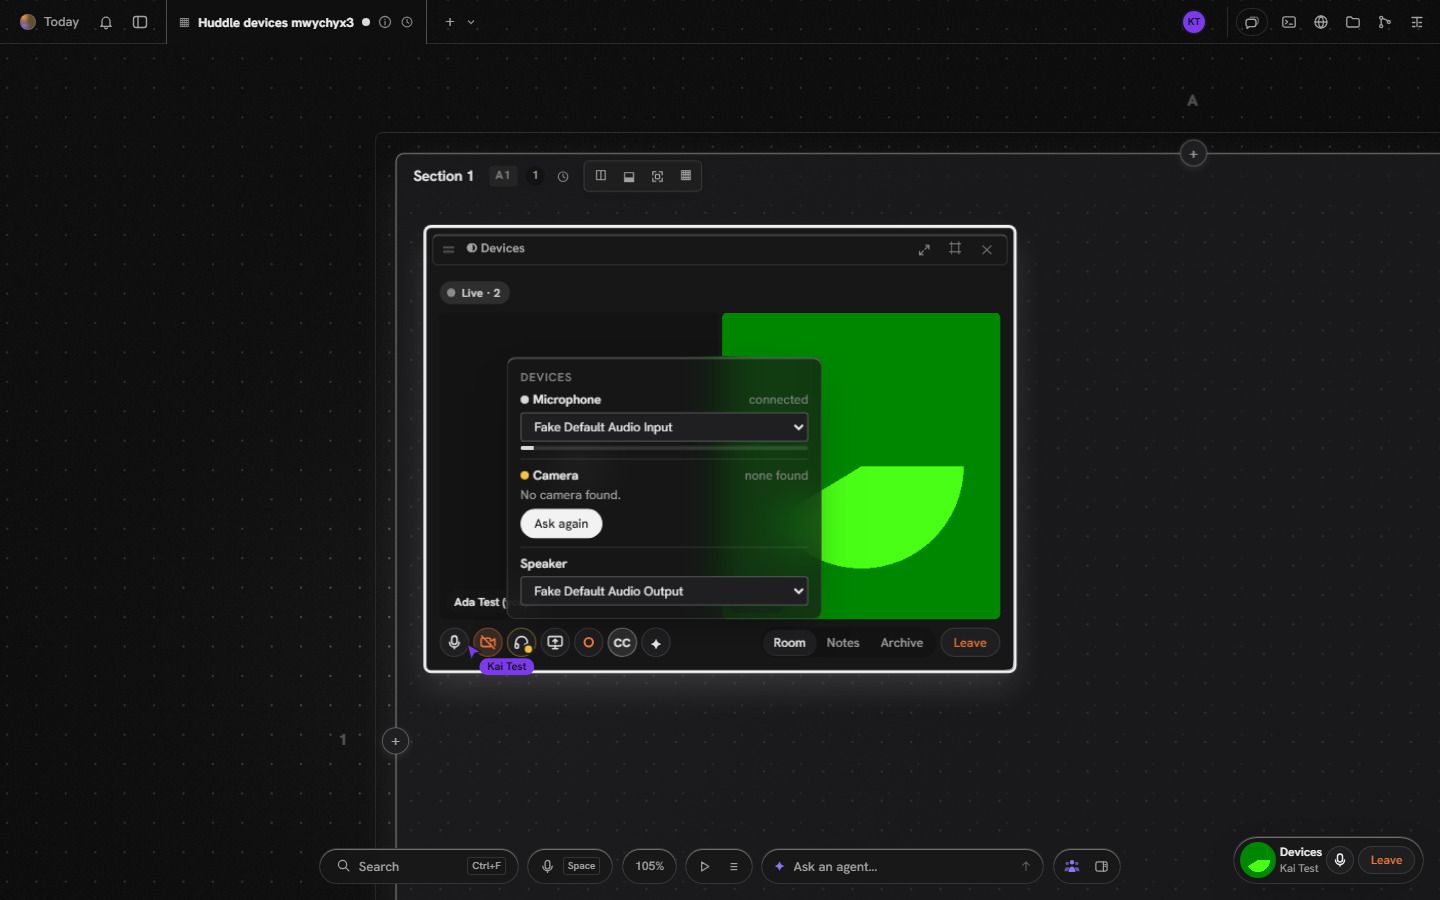 Today
Huddle devices mwychyx3
KT
A
Section 1 A1 1
Devices
Live · 2
DEVICES
Microphone connected
Fake Default Audio Input
Camera none found
No camera found.
Ask again
Speaker
Fake Default Audio Output
Ada Test (
CC
Room Notes Archive Leave
Kai Test
1
Search Ctrl+F
Space
105%
Ask an agent...
Devices
Kai Test
Leave